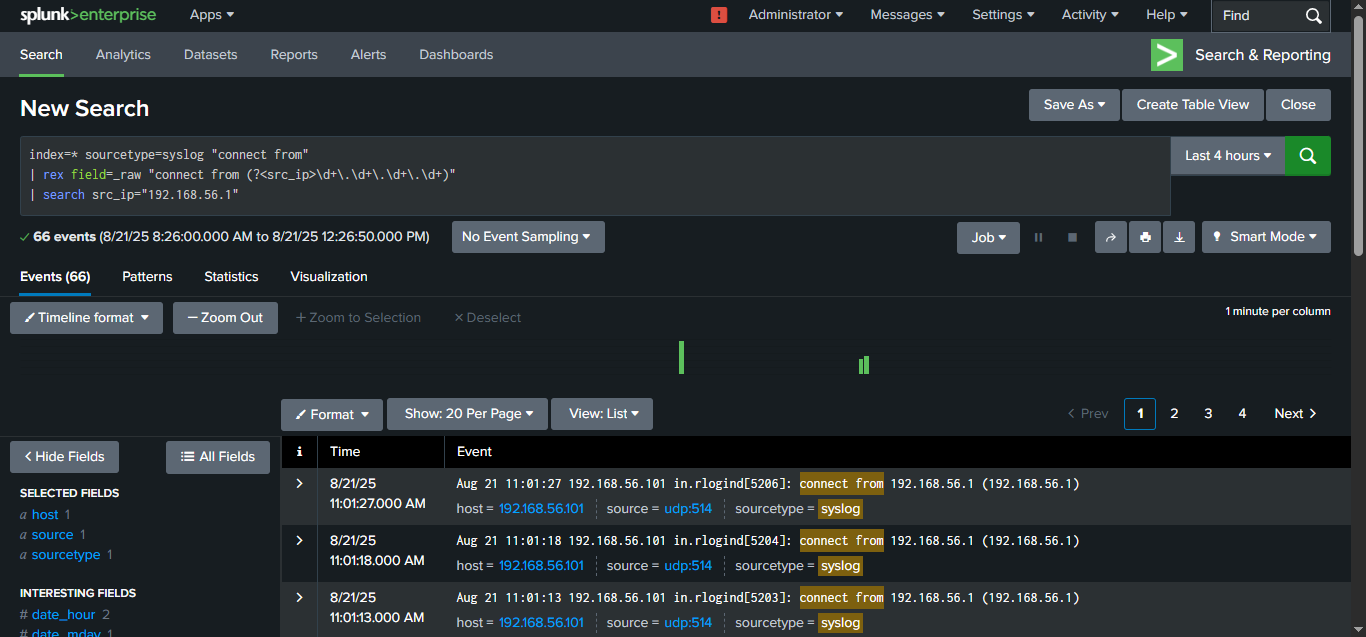 splunk>enterprise Apps ! Administrator Messages Settings Activity Help Find
Search Analytics Datasets Reports Alerts Dashboards > Search & Reporting
New Search Save As Create Table View Close
index=* sourcetype=syslog "connect from"
| rex field=_raw "connect from (?<src_ip>\d+\.\d+\.\d+\.\d+)"
| search src_ip="192.168.56.1"
Last 4 hours
66 events (8/21/25 8:26:00.000 AM to 8/21/25 12:26:50.000 PM) No Event Sampling Job Smart Mode
Events (66) Patterns Statistics Visualization
Timeline format — Zoom Out + Zoom to Selection × Deselect 1 minute per column
Format Show: 20 Per Page View: List < Prev 1 2 3 4 Next >
< Hide Fields All Fields
i Time Event
SELECTED FIELDS
a host 1
a source 1
a sourcetype 1
INTERESTING FIELDS
# date_hour 2
# date_mday 1
> 8/21/25 Aug 21 11:01:27 192.168.56.101 in.rlogind[5206]: connect from 192.168.56.1 (192.168.56.1)
11:01:27.000 AM host = 192.168.56.101 source = udp:514 sourcetype = syslog
> 8/21/25 Aug 21 11:01:18 192.168.56.101 in.rlogind[5204]: connect from 192.168.56.1 (192.168.56.1)
11:01:18.000 AM host = 192.168.56.101 source = udp:514 sourcetype = syslog
> 8/21/25 Aug 21 11:01:13 192.168.56.101 in.rlogind[5203]: connect from 192.168.56.1 (192.168.56.1)
11:01:13.000 AM host = 192.168.56.101 source = udp:514 sourcetype = syslog